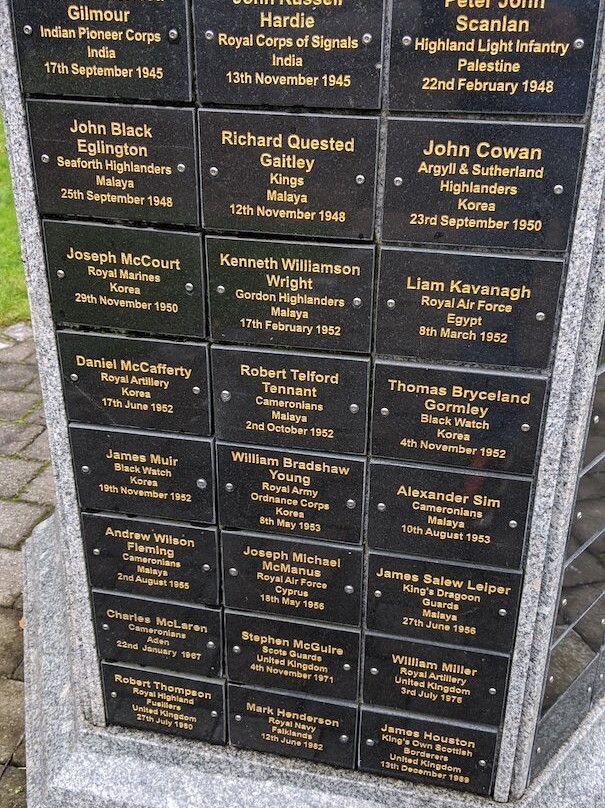 Gilmour
Indian Pioneer Corps
India
17th September 1945
John Russell
Hardie
Royal Corps of Signals
India
13th November 1945
Peter John
Scanlan
Highland Light Infantry
Palestine
22nd February 1948
John Black
Eglington
Seaforth Highlanders
Malaya
25th September 1948
Richard Quested
Gaitley
Kings
Malaya
12th November 1948
John Cowan
Argyll & Sutherland
Highlanders
Korea
23rd September 1950
Joseph McCourt
Royal Marines
Korea
29th November 1950
Kenneth Williamson
Wright
Gordon Highlanders
Malaya
17th February 1952
Liam Kavanagh
Royal Air Force
Egypt
8th March 1952
Daniel McCafferty
Royal Artillery
Korea
17th June 1952
Robert Telford
Tennant
Cameronians
Malaya
2nd October 1952
Thomas Bryceland
Gormley
Black Watch
Korea
4th November 1952
James Muir
Black Watch
Korea
19th November 1952
William Bradshaw
Young
Royal Army
Ordnance Corps
Korea
8th May 1953
Alexander Sim
Cameronians
Malaya
10th August 1953
Andrew Wilson
Fleming
Cameronians
Malaya
2nd August 1955
Joseph Michael
McManus
Royal Air Force
Cyprus
18th May 1956
James Salew Leiper
King's Dragoon
Guards
Malaya
27th June 1956
Charles McLaren
Cameronians
Aden
22nd January 1967
Stephen McGuire
Scots Guards
United Kingdom
4th November 1971
William Miller
Royal Artillery
United Kingdom
3rd July 1976
Robert Thompson
Royal Highland
Fusiliers
United Kingdom
27th July 1980
Mark Henderson
Royal Navy
Falklands
12th June 1982
James Houston
King's Own Scottish
Borderers
United Kingdom
13th December 1989